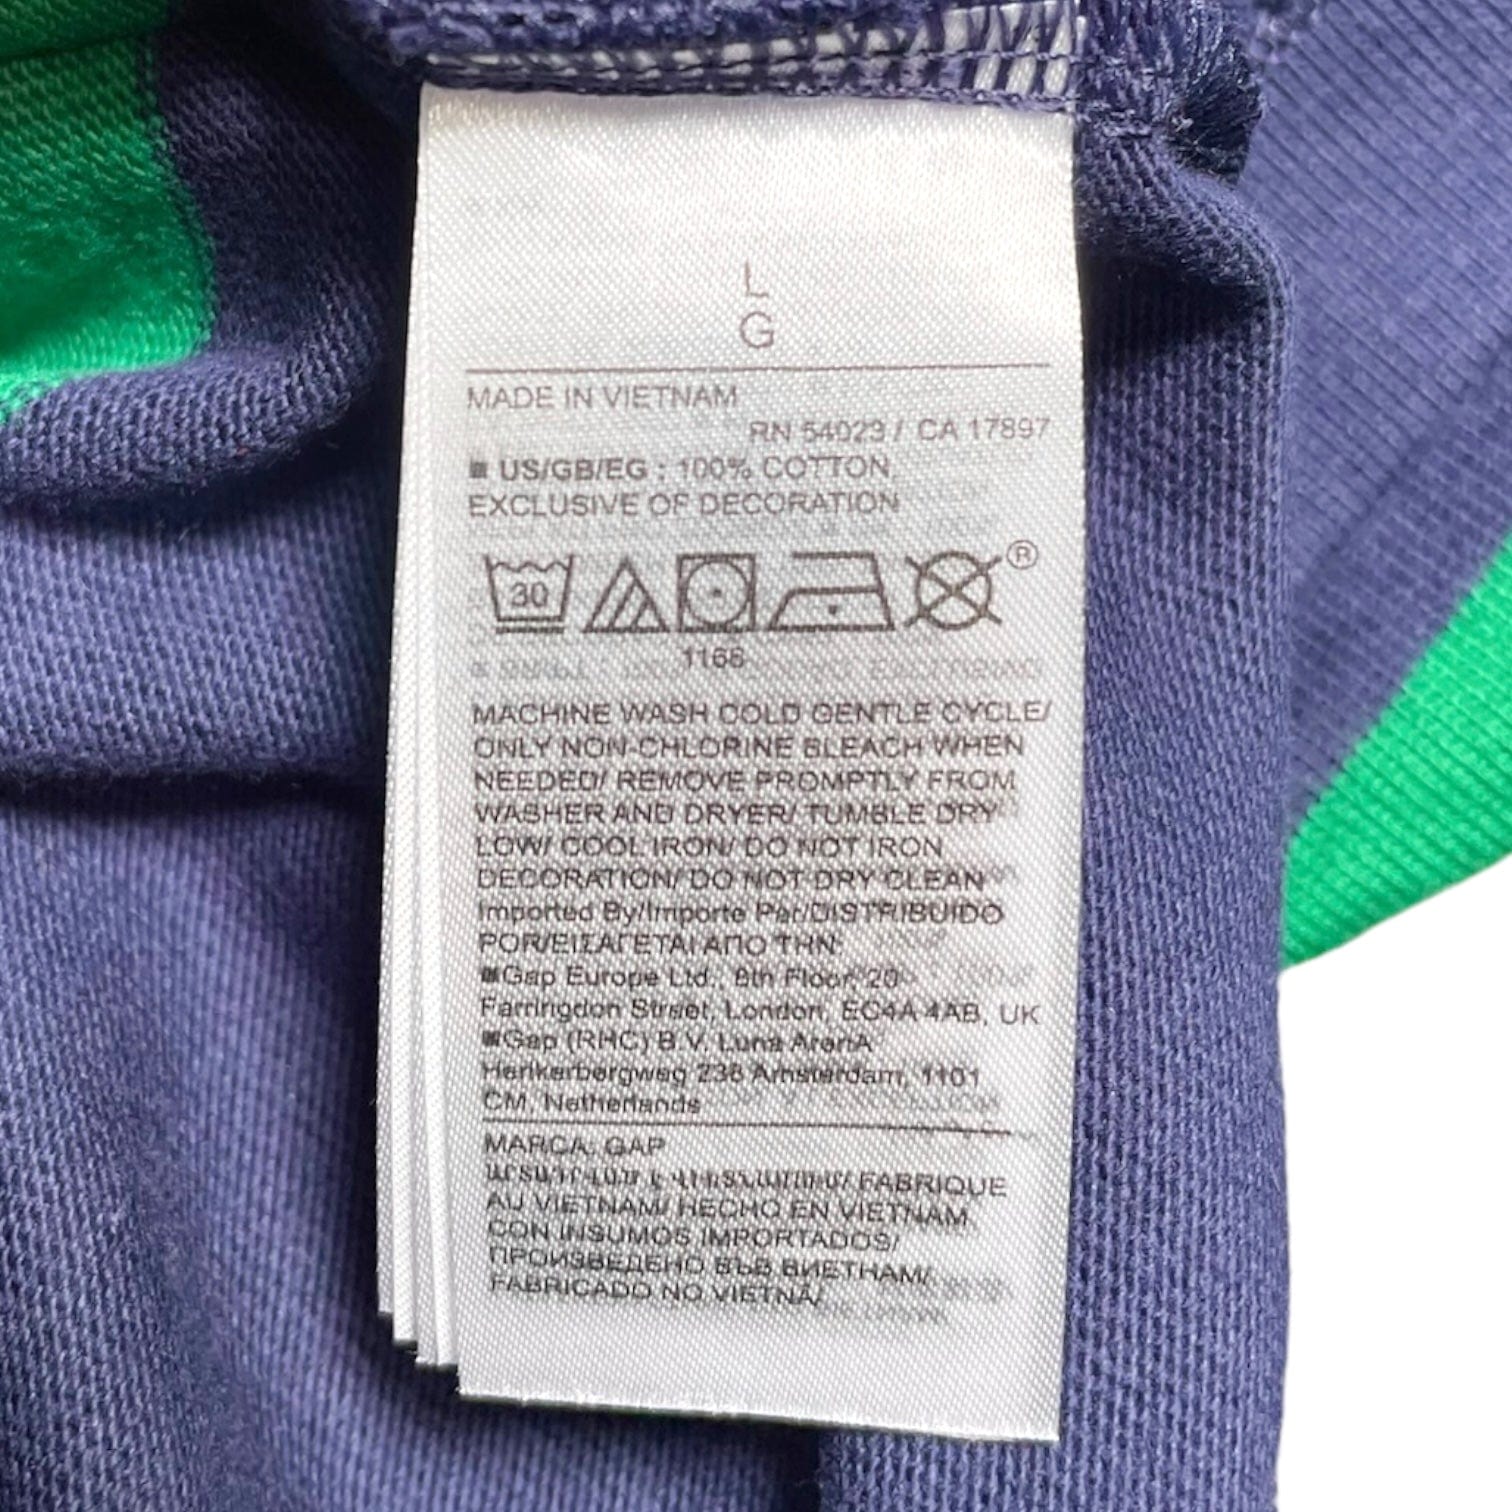 L
G
MADE IN VIETNAM
RN 54023 / CA 17897
US/GB/EG : 100% COTTON.
EXCLUSIVE OF DECORATION
30
®
1166
MACHINE WASH COLD GENTLE CYCLE/
ONLY NON-CHLORINE BLEACH WHEN
NEEDED/ REMOVE PROMPTLY FROM
WASHER AND DRYER/ TUMBLE DRY
LOW/ COOL IRON/ DO NOT IRON
DECORATION/ DO NOT DRY CLEAN
Imported By/Importe Par/DISTRIBUIDO
POR/ΕΙΣΑΓΕΤΑΙ ΑΠΟ ΤΗΝ:
Gap Europe Ltd., 8th Floor, 20
Farringdon Street, London, EC4A 4AB, UK
Gap (RHC) B.V. Luna ArenA
Herikerbergweg 238 Amsterdam, 1101
CM, Netherlands
MARCA: GAP
FABRIQUE
AU VIETNAM/ HECHO EN VIETNAM
CON INSUMOS IMPORTADOS/
ПРОИЗВЕДЕНО ВЪВ ВИЕТНАМ/
FABRICADO NO VIETNÃ/